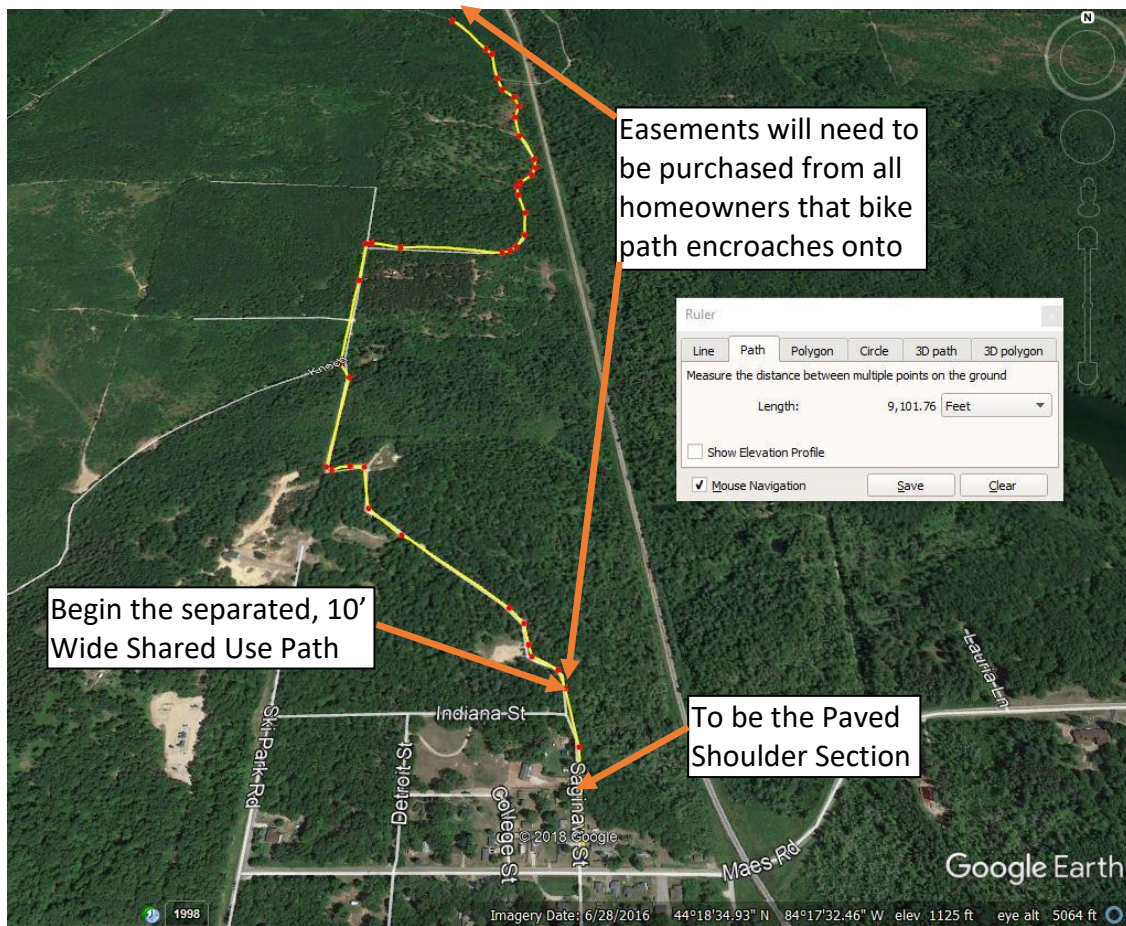 N
Easements will need to
be purchased from all
homeowners that bike
path encroaches onto
Ruler
Line Path Polygon Circle 3D path 3D polygon
Measure the distance between multiple points on the ground
Length: 9,101.76 Feet
Show Elevation Profile
Mouse Navigation Save Clear
Begin the separated, 10’
Wide Shared Use Path
Lauria Ln
Indiana St
Ski Park Rd
Detroit St
College St
Saginaw St
To be the Paved
Shoulder Section
© 2018 Google
Maes Rd
Google Earth
1998
Imagery Date: 6/28/2016 44°18'34.93" N 84°17'32.46" W elev 1125 ft eye alt 5064 ft